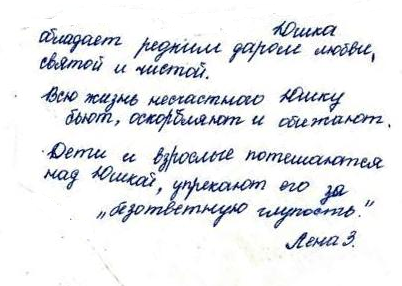 Юшка
обладает редким даром любви,
святой и чистой.
Всю жизнь несчастного Юшку
бьют, оскорбляют и обижают.
Дети и взрослые потешаются
над Юшкой, упрекают его за
„безответную глупость."
Лена З.